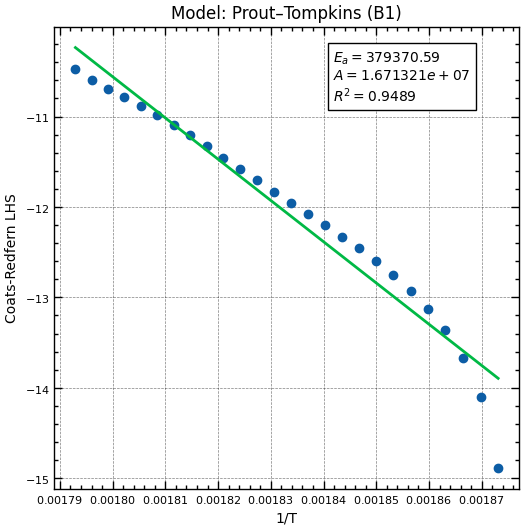 Model: Prout–Tompkins (B1)
Eₐ = 379370.59
A = 1.671321e + 07
R² = 0.9489
Coats-Redfern LHS
−11
−12
−13
−14
−15
0.00179 0.00180 0.00181 0.00182 0.00183 0.00184 0.00185 0.00186 0.00187
1/T